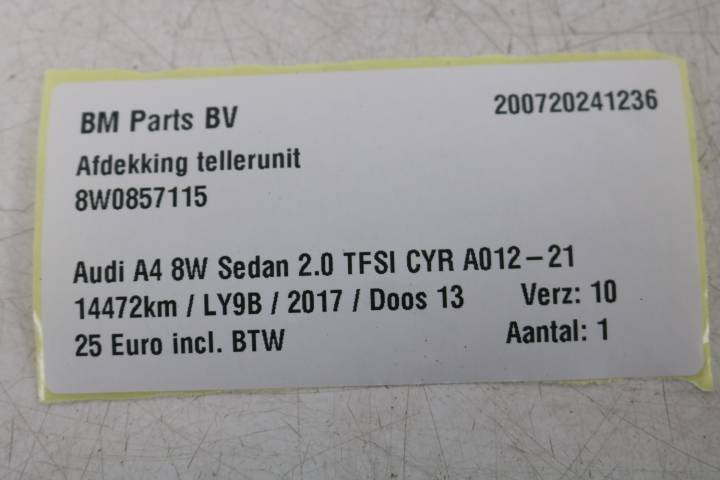 BM Parts BV 200720241236
Afdekking tellerunit
8W0857115
Audi A4 8W Sedan 2.0 TFSI CYR A012-21
14472km / LY9B / 2017 / Doos 13 Verz: 10
25 Euro incl. BTW Aantal: 1